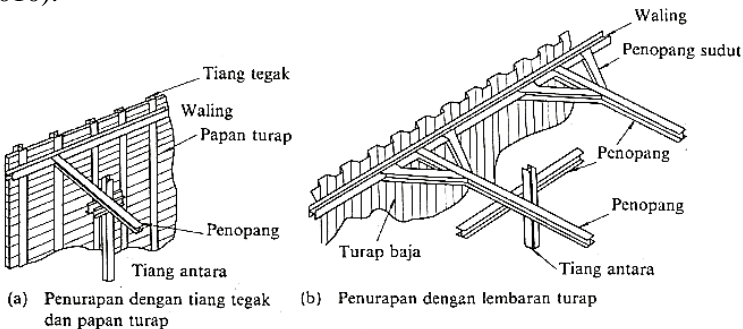 Tiang tegak
Waling
Papan turap
Penopang
Tiang antara
(a) Penurapan dengan tiang tegak
dan papan turap
Waling
Penopang sudut
Penopang
Penopang
Turap baja
Tiang antara
(b) Penurapan dengan lembaran turap